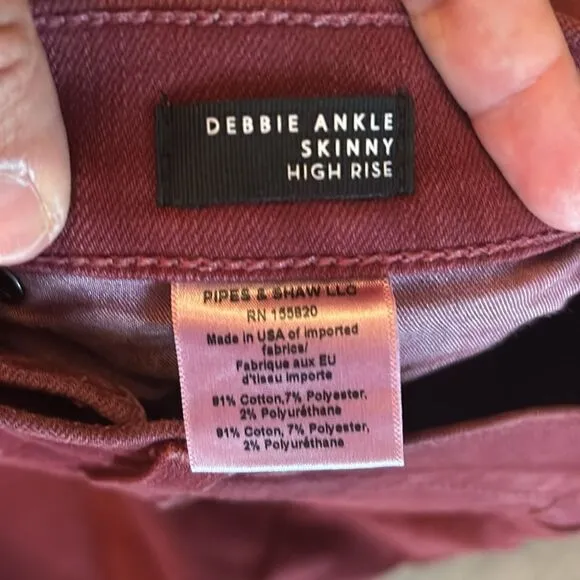 DEBBIE ANKLE
SKINNY
HIGH RISE
PIPES & SHAW LLC
RN 155820
Made in USA of imported
fabrics/
Fabrique aux EU
d'tissu importe
91% Cotton,7% Polyester,
2% Polyuréthane
91% Coton, 7% Polyester,
2% Polyuréthane